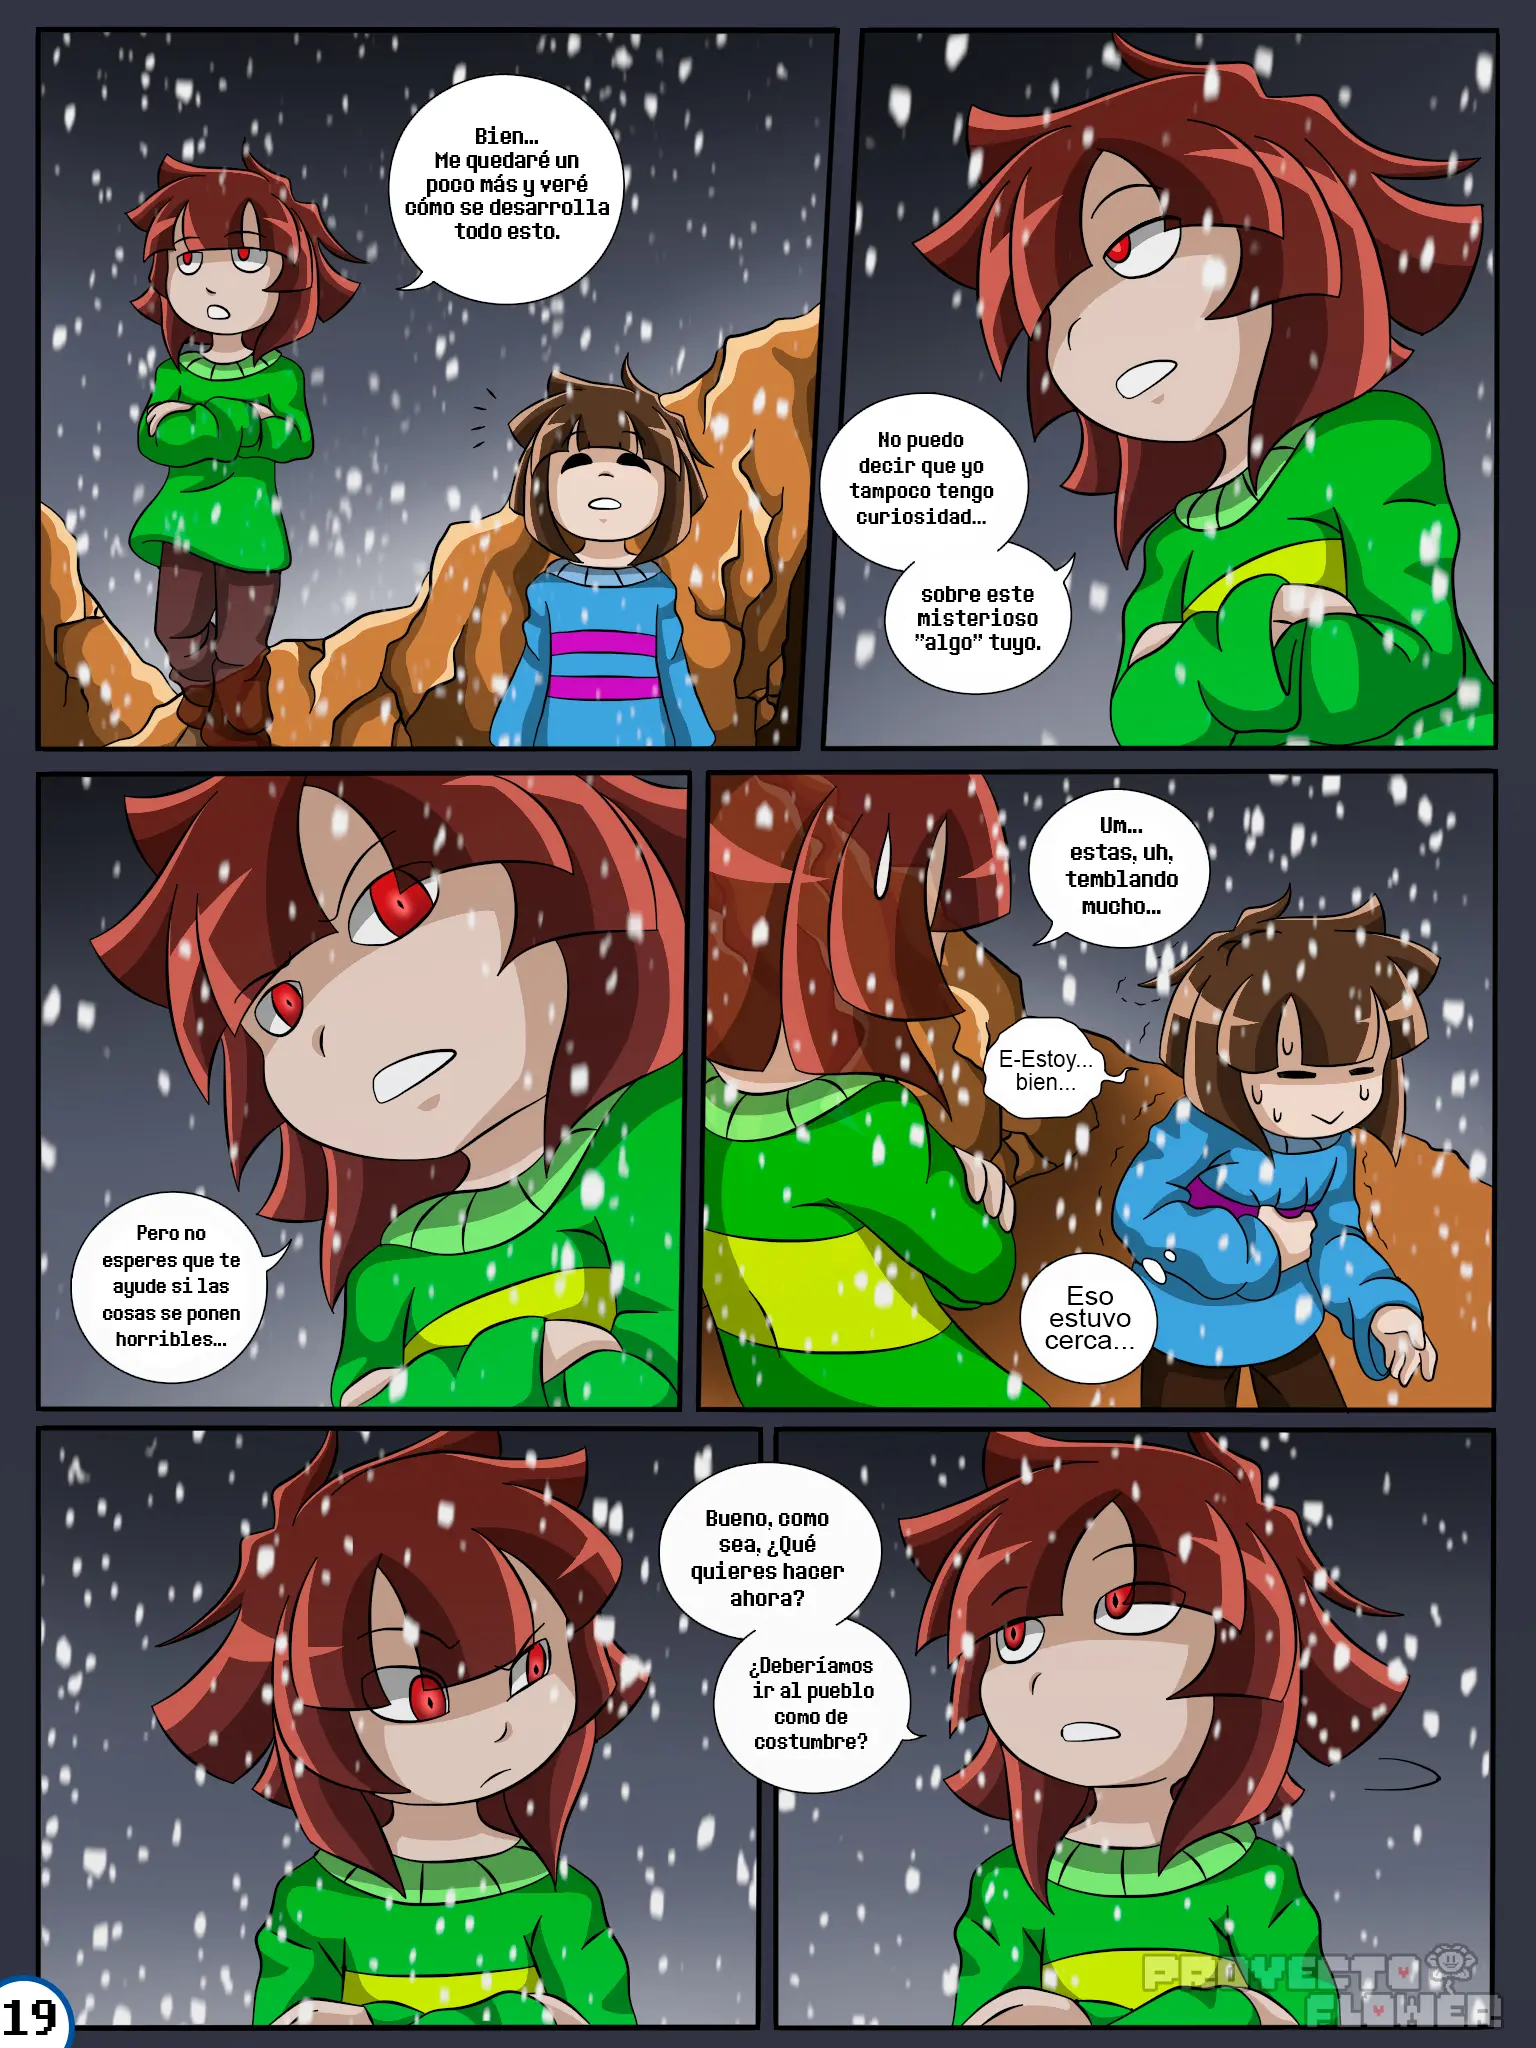 Bien...
Me quedaré un
poco más y veré
cómo se desarrolla
todo esto.
No puedo
decir que yo
tampoco tengo
curiosidad...
sobre este
misterioso
"algo" tuyo.
Pero no
esperes que te
ayude si las
cosas se ponen
horribles...
Um...
estas, uh,
temblando
mucho...
E-Estoy...
bien...
Eso
estuvo
cerca...
Bueno, como
sea, ¿Qué
quieres hacer
ahora?
¿Deberíamos
ir al pueblo
como de
costumbre?
19
PROYECTO
FLOWER!